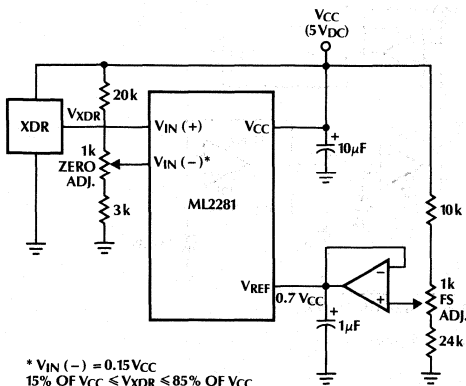 VCC
(5VDC)
20k
XDR
VXDR
VIN (+)
VCC
+
10µF
1k
ZERO
ADJ.
VIN (−)*
3k
ML2281
10k
VREF
0.7 VCC
−
+
1k
FS
ADJ.
+
1µF
24k
* VIN (−) = 0.15VCC
15% OF VCC ≤ VXDR ≤ 85% OF VCC